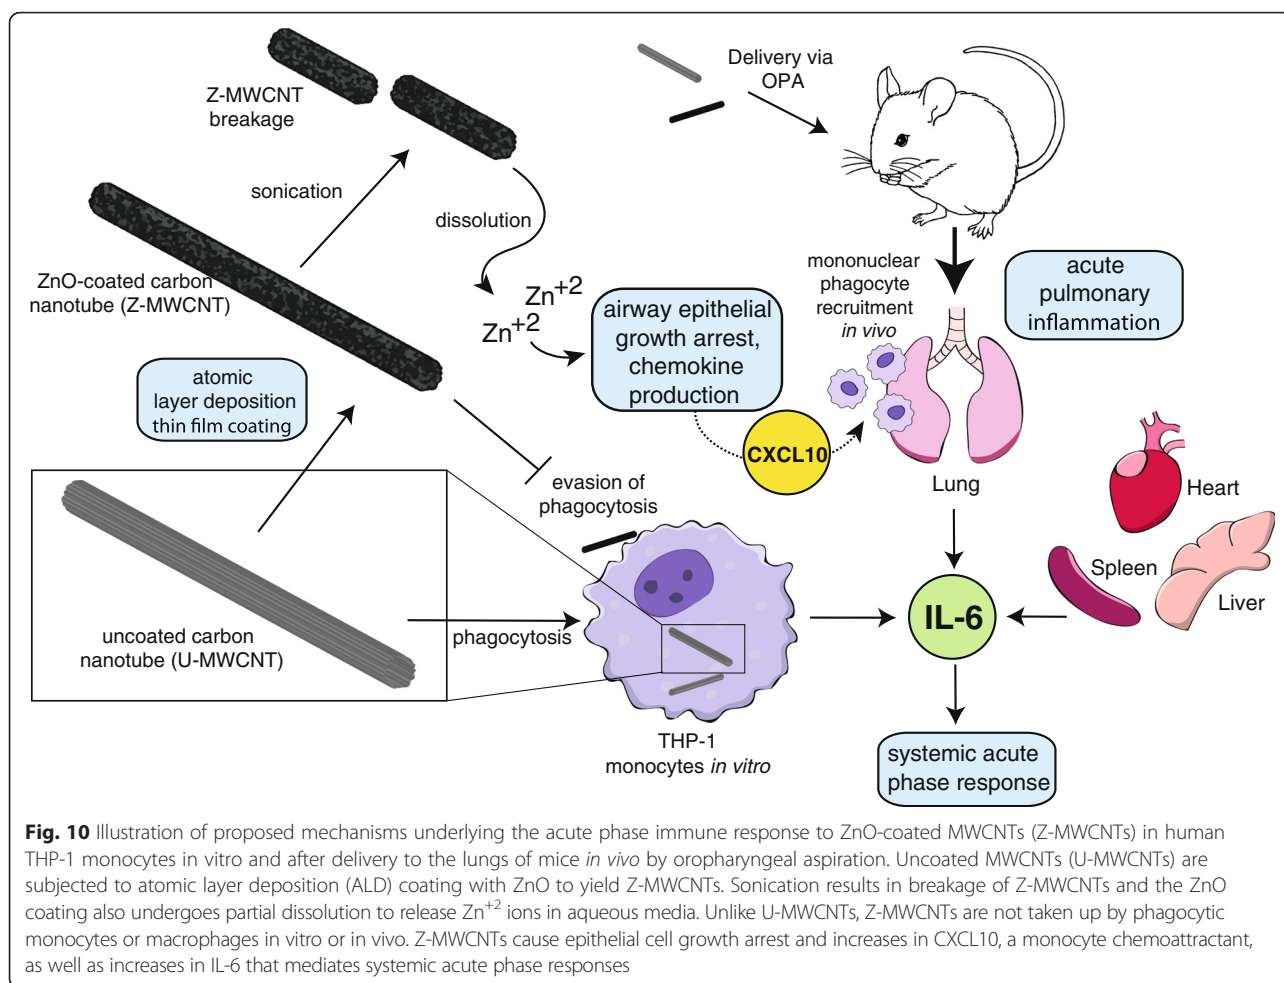 Z-MWCNT
breakage
Delivery via
OPA
sonication
dissolution
ZnO-coated carbon
nanotube (Z-MWCNT)
Zn+2
Zn+2
airway epithelial
growth arrest,
chemokine
production
mononuclear
phagocyte
recruitment
in vivo
acute
pulmonary
inflammation
atomic
layer deposition
thin film coating
CXCL10
evasion of
phagocytosis
Lung
Heart
Spleen
Liver
uncoated carbon
nanotube (U-MWCNT)
phagocytosis
IL-6
THP-1
monocytes in vitro
systemic acute
phase response
Fig. 10 Illustration of proposed mechanisms underlying the acute phase immune response to ZnO-coated MWCNTs (Z-MWCNTs) in human
THP-1 monocytes in vitro and after delivery to the lungs of mice in vivo by oropharyngeal aspiration. Uncoated MWCNTs (U-MWCNTs) are
subjected to atomic layer deposition (ALD) coating with ZnO to yield Z-MWCNTs. Sonication results in breakage of Z-MWCNTs and the ZnO
coating also undergoes partial dissolution to release Zn+2 ions in aqueous media. Unlike U-MWCNTs, Z-MWCNTs are not taken up by phagocytic
monocytes or macrophages in vitro or in vivo. Z-MWCNTs cause epithelial cell growth arrest and increases in CXCL10, a monocyte chemoattractant,
as well as increases in IL-6 that mediates systemic acute phase responses